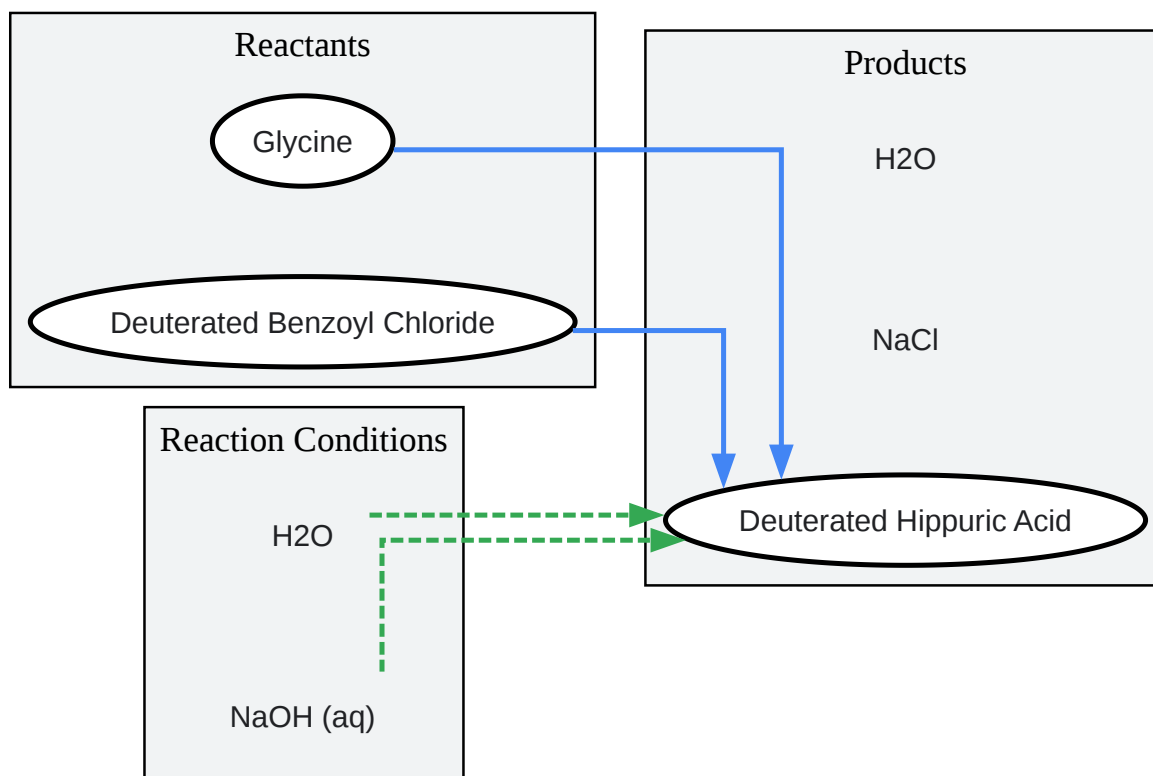 Reactants
Glycine
Deuterated Benzoyl Chloride
Reaction Conditions
H2O
NaOH (aq)
Products
H2O
NaCl
Deuterated Hippuric Acid